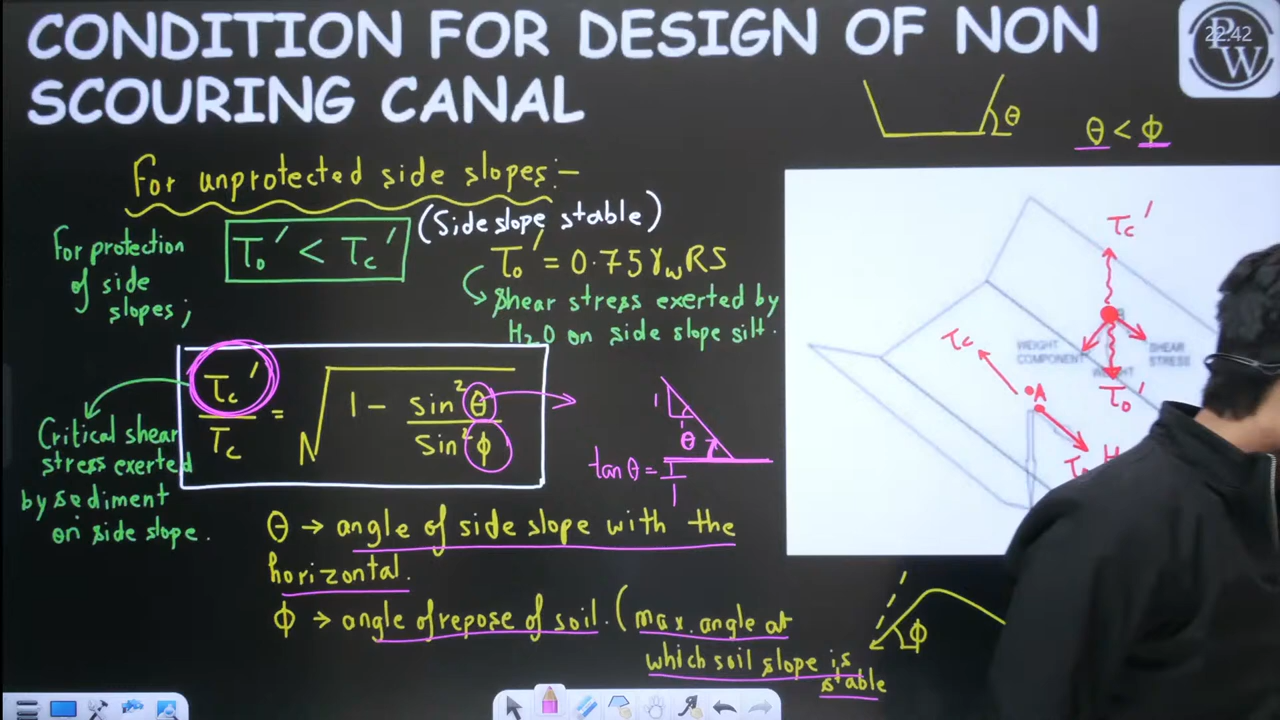 CONDITION FOR DESIGN OF NON
SCOURING CANAL
PW
22:42
θ
θ < φ
For unprotected side slopes:-
For protection
of side
slopes;
τ₀' < τc'
(Side slope stable)
τ₀' = 0.75 γw RS
Shear stress exerted by
H₂O on side slope silt.
τc'/τc = √(1 - sin²θ/sin²φ)
Critical shear
stress exerted
by sediment
on side slope.
1
1
θ
tan θ = 1/1
θ → angle of side slope with the
horizontal.
φ → angle of repose of soil. (max. angle at
which soil slope is
stable
φ
τc'
B
WEIGHT
COMPONENT
SHEAR
STRESS
WEIGHT
τ₀'
τc
A